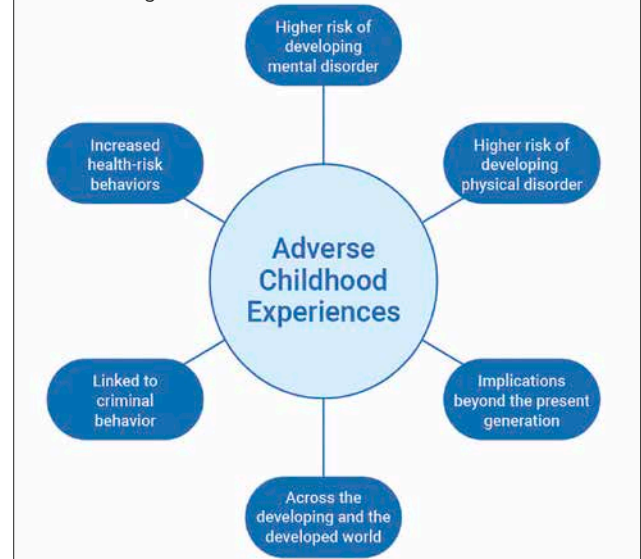 Higher risk of
developing
mental disorder
Increased
health-risk
behaviors
Higher risk of
developing
physical disorder
Adverse
Childhood
Experiences
Linked to
criminal
behavior
Implications
beyond the present
generation
Across the
developing and the
developed world